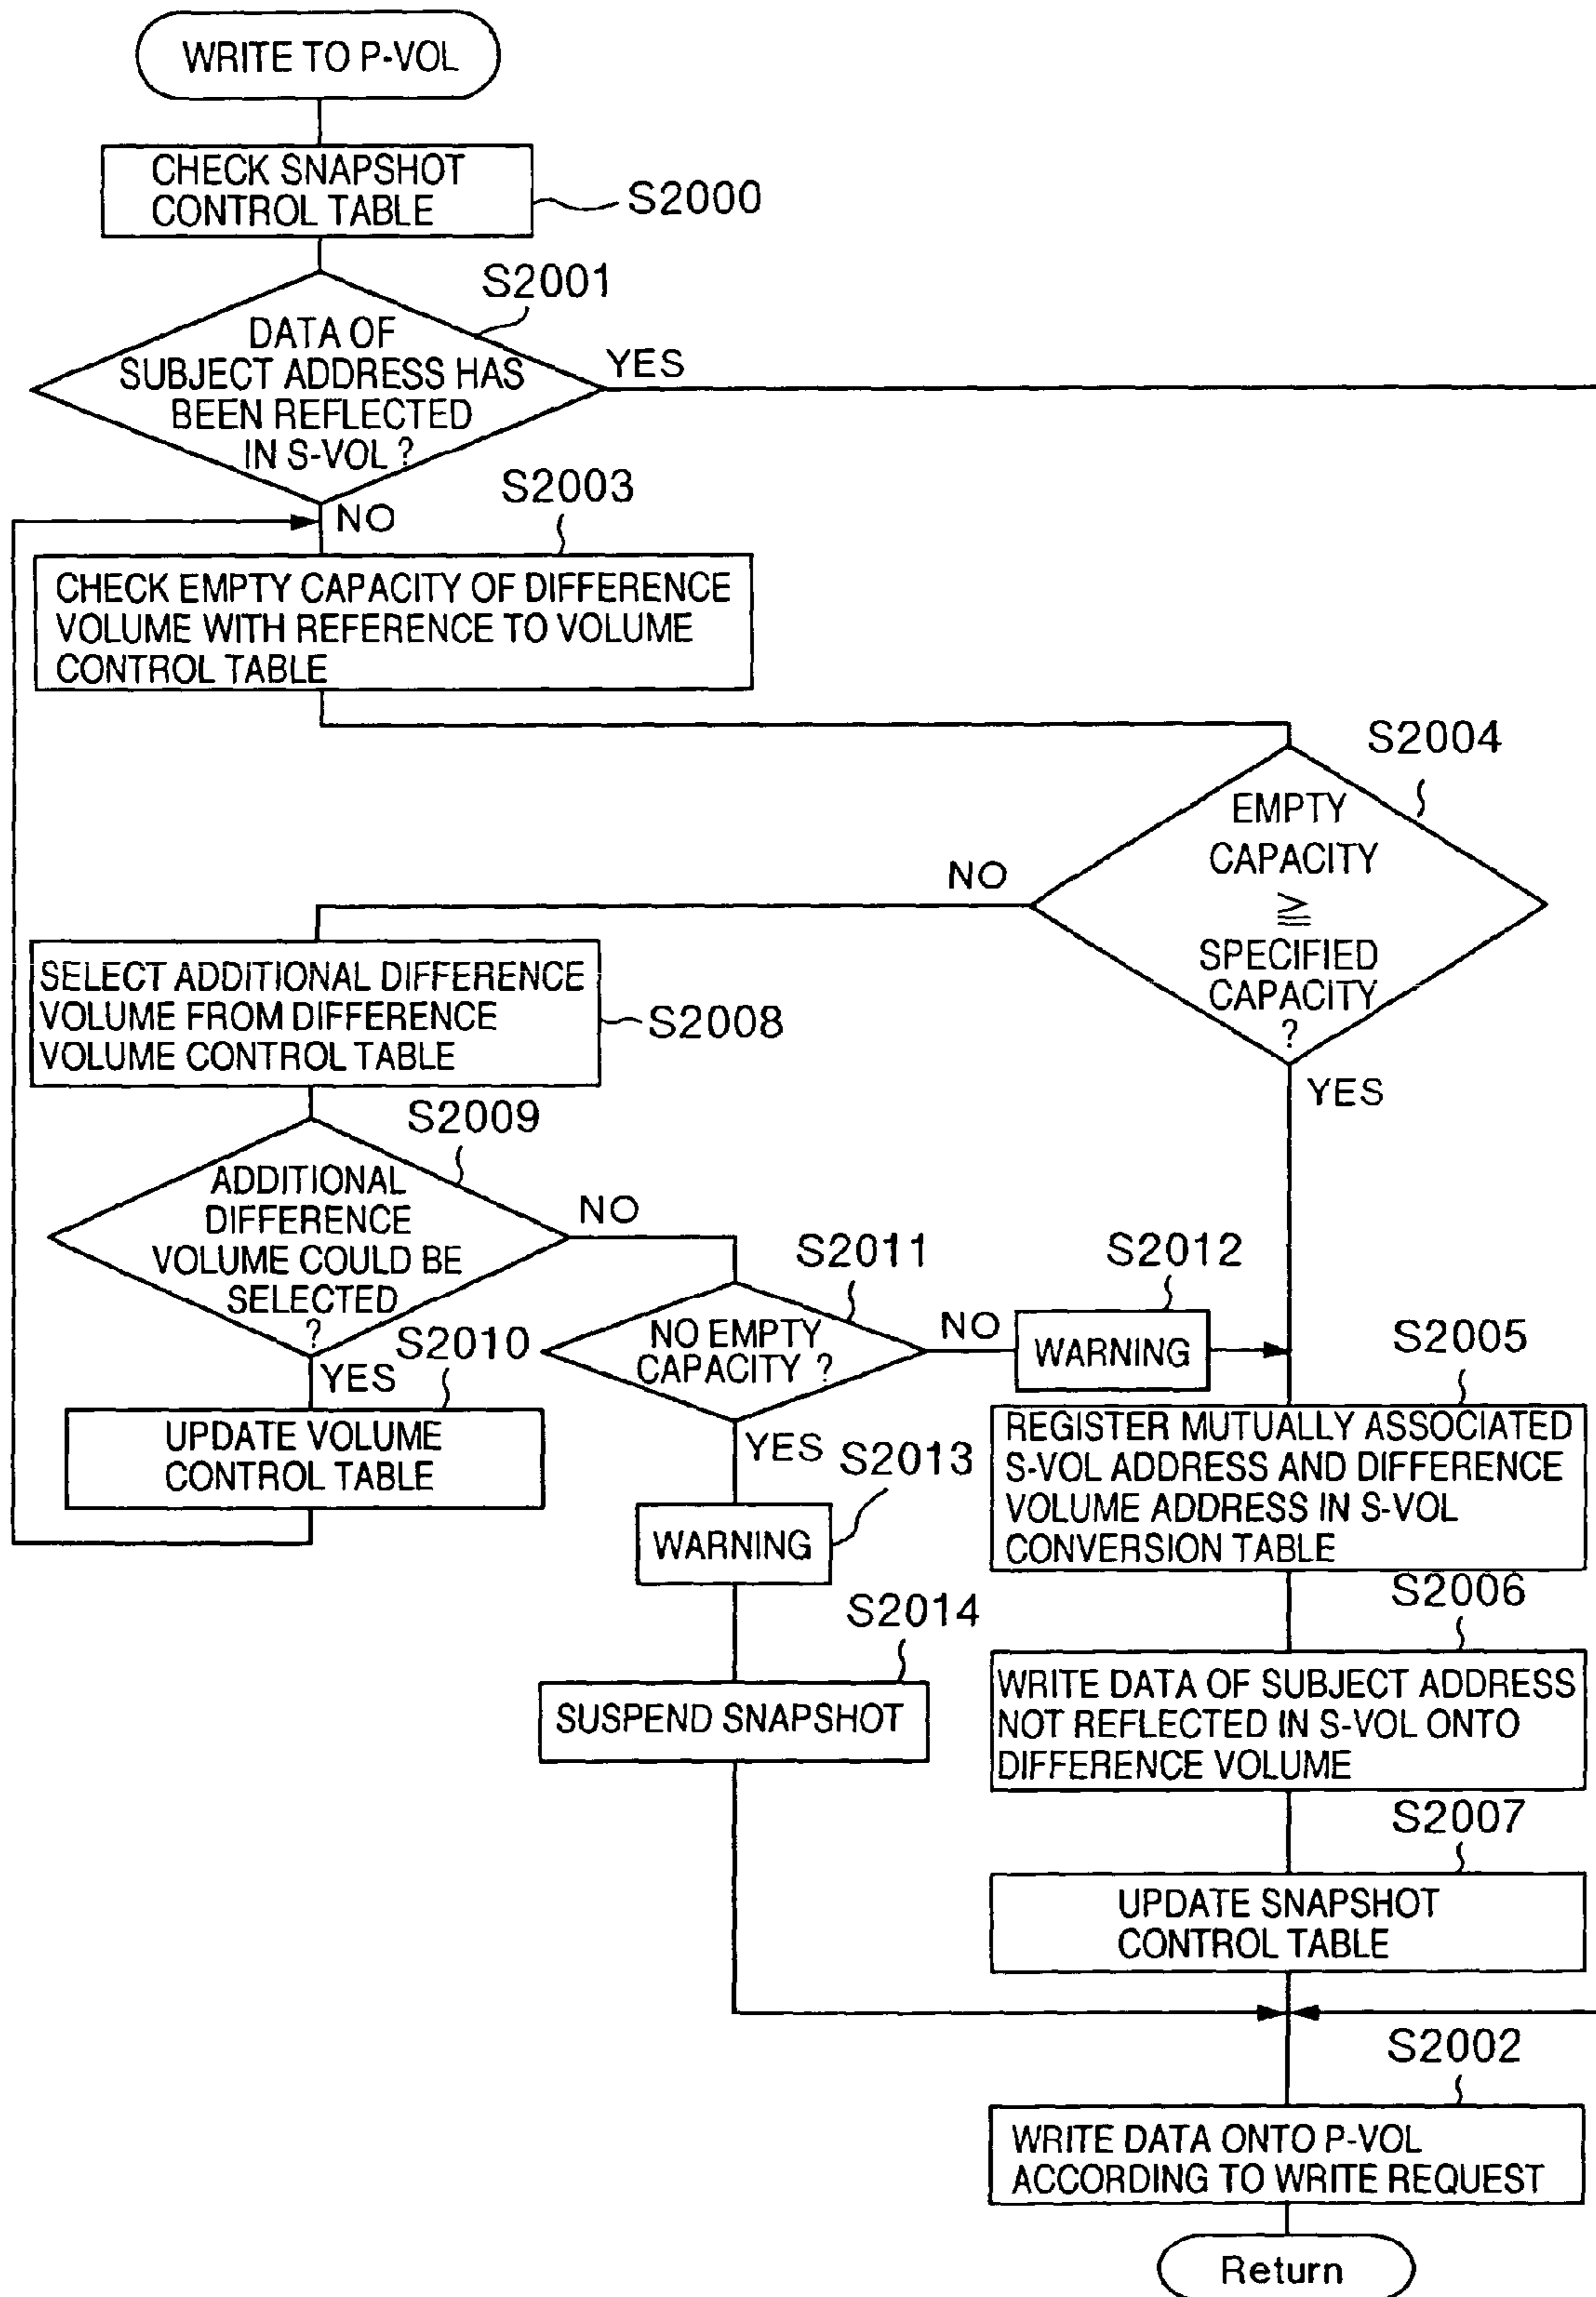 WRITE TO P-VOL
CHECK SNAPSHOT
CONTROL TABLE
S2000
S2001
DATA OF
SUBJECT ADDRESS HAS
BEEN REFLECTED
IN S-VOL ?
YES
NO
S2003
CHECK EMPTY CAPACITY OF DIFFERENCE
VOLUME WITH REFERENCE TO VOLUME
CONTROL TABLE
S2004
EMPTY
CAPACITY
≧
SPECIFIED
CAPACITY
?
NO
YES
SELECT ADDITIONAL DIFFERENCE
VOLUME FROM DIFFERENCE
VOLUME CONTROL TABLE
S2008
S2009
ADDITIONAL
DIFFERENCE
VOLUME COULD BE
SELECTED
?
NO
YES
S2010
UPDATE VOLUME
CONTROL TABLE
S2011
NO EMPTY
CAPACITY ?
NO
YES
S2012
WARNING
S2013
WARNING
S2014
SUSPEND SNAPSHOT
S2005
REGISTER MUTUALLY ASSOCIATED
S-VOL ADDRESS AND DIFFERENCE
VOLUME ADDRESS IN S-VOL
CONVERSION TABLE
S2006
WRITE DATA OF SUBJECT ADDRESS
NOT REFLECTED IN S-VOL ONTO
DIFFERENCE VOLUME
S2007
UPDATE SNAPSHOT
CONTROL TABLE
S2002
WRITE DATA ONTO P-VOL
ACCORDING TO WRITE REQUEST
Return